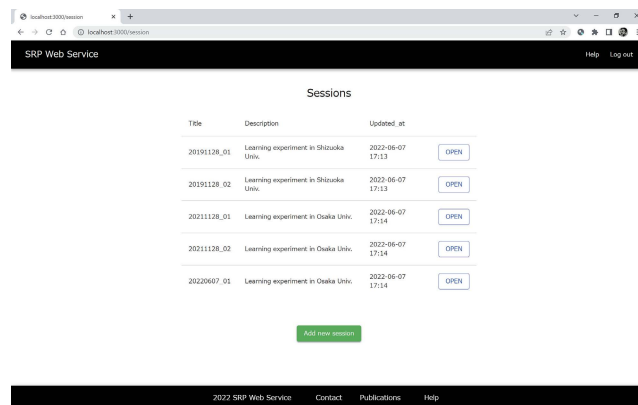 localhost:3000/session
localhost:3000/session
SRP Web Service
Help
Log out
Sessions
Title
Description
Updated_at
20191128_01
Learning experiment in Shizuoka
Univ.
2022-06-07
17:13
OPEN
20191128_02
Learning experiment in Shizuoka
Univ.
2022-06-07
17:13
OPEN
20211128_01
Learning experiment in Osaka Univ.
2022-06-07
17:14
OPEN
20211128_02
Learning experiment in Osaka Univ.
2022-06-07
17:14
OPEN
20220607_01
Learning experiment in Osaka Univ.
2022-06-07
17:14
OPEN
Add new session
2022 SRP Web Service
Contact
Publications
Help